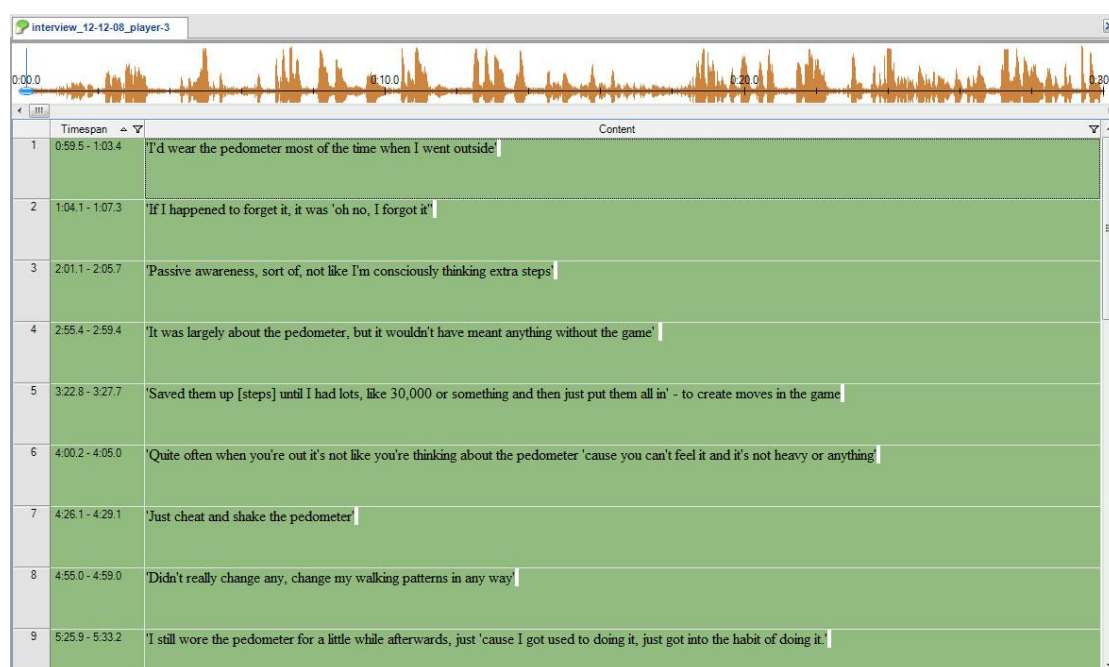 interview_12-12-08_player-3
0:00.0 0:10.0 0:20.0 0:30
Timespan Content
1 0:59.5 - 1:03.4 'I'd wear the pedometer most of the time when I went outside'
2 1:04.1 - 1:07.3 'If I happened to forget it, it was 'oh no, I forgot it''
3 2:01.1 - 2:05.7 'Passive awareness, sort of, not like I'm consciously thinking extra steps'
4 2:55.4 - 2:59.4 'It was largely about the pedometer, but it wouldn't have meant anything without the game'
5 3:22.8 - 3:27.7 'Saved them up [steps] until I had lots, like 30,000 or something and then just put them all in' - to create moves in the game
6 4:00.2 - 4:05.0 'Quite often when you're out it's not like you're thinking about the pedometer 'cause you can't feel it and it's not heavy or anything'
7 4:26.1 - 4:29.1 'Just cheat and shake the pedometer'
8 4:55.0 - 4:59.0 'Didn't really change any, change my walking patterns in any way'
9 5:25.9 - 5:33.2 'I still wore the pedometer for a little while afterwards, just 'cause I got used to doing it, just got into the habit of doing it.'